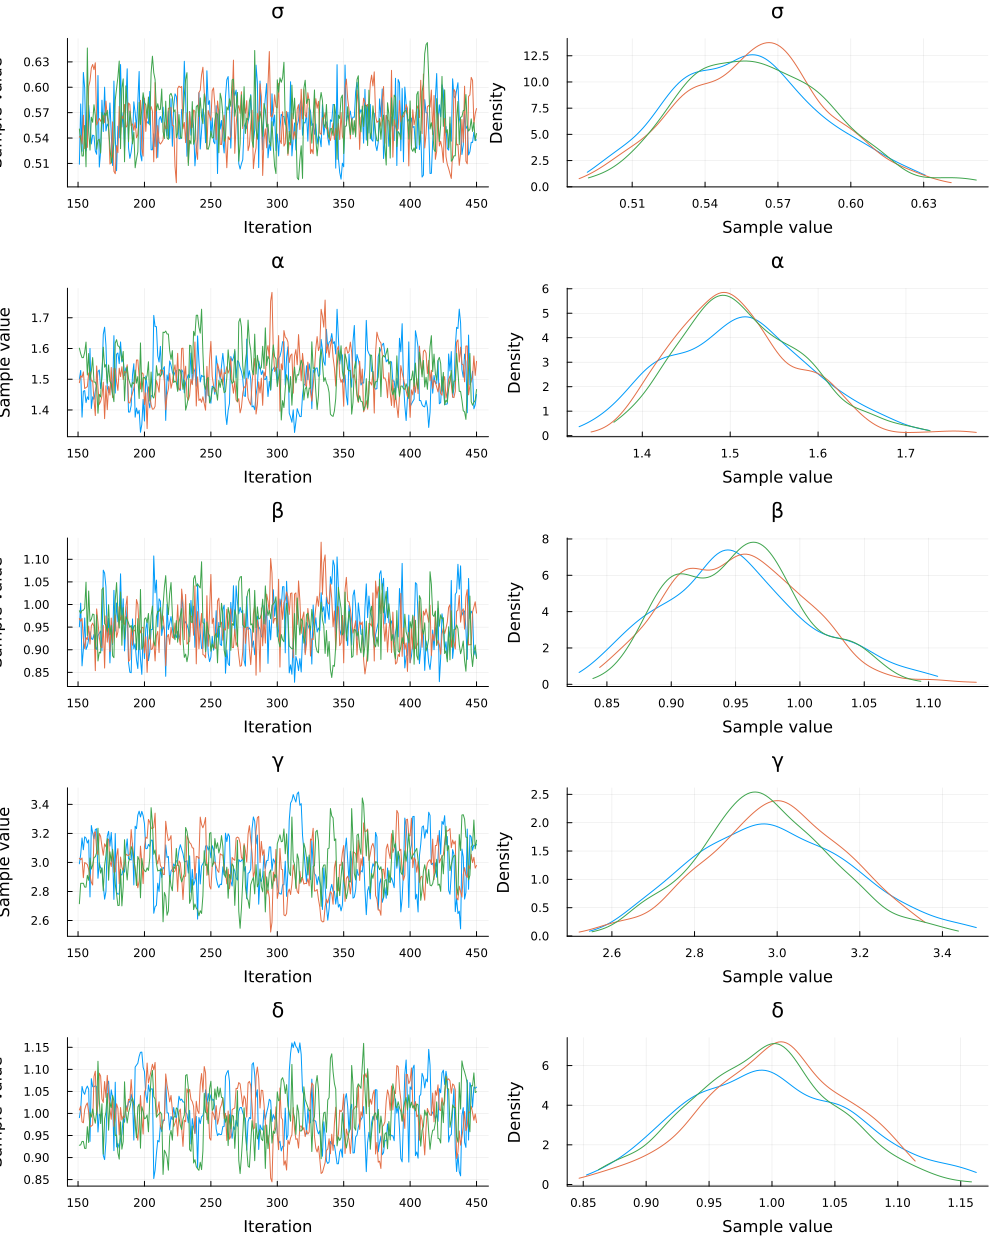 σ
σ
Sample value
0.63
0.60
0.57
0.54
0.51
150 200 250 300 350 400 450
Iteration
Density
12.5
10.0
7.5
5.0
2.5
0.0
0.51 0.54 0.57 0.60 0.63
Sample value
α
α
Sample value
1.7
1.6
1.5
1.4
150 200 250 300 350 400 450
Iteration
Density
6
5
4
3
2
1
0
1.4 1.5 1.6 1.7
Sample value
β
β
Sample value
1.10
1.05
1.00
0.95
0.90
0.85
150 200 250 300 350 400 450
Iteration
Density
8
6
4
2
0
0.85 0.90 0.95 1.00 1.05 1.10
Sample value
γ
γ
Sample value
3.4
3.2
3.0
2.8
2.6
150 200 250 300 350 400 450
Iteration
Density
2.5
2.0
1.5
1.0
0.5
0.0
2.6 2.8 3.0 3.2 3.4
Sample value
δ
δ
Sample value
1.15
1.10
1.05
1.00
0.95
0.90
0.85
150 200 250 300 350 400 450
Iteration
Density
6
4
2
0
0.85 0.90 0.95 1.00 1.05 1.10 1.15
Sample value